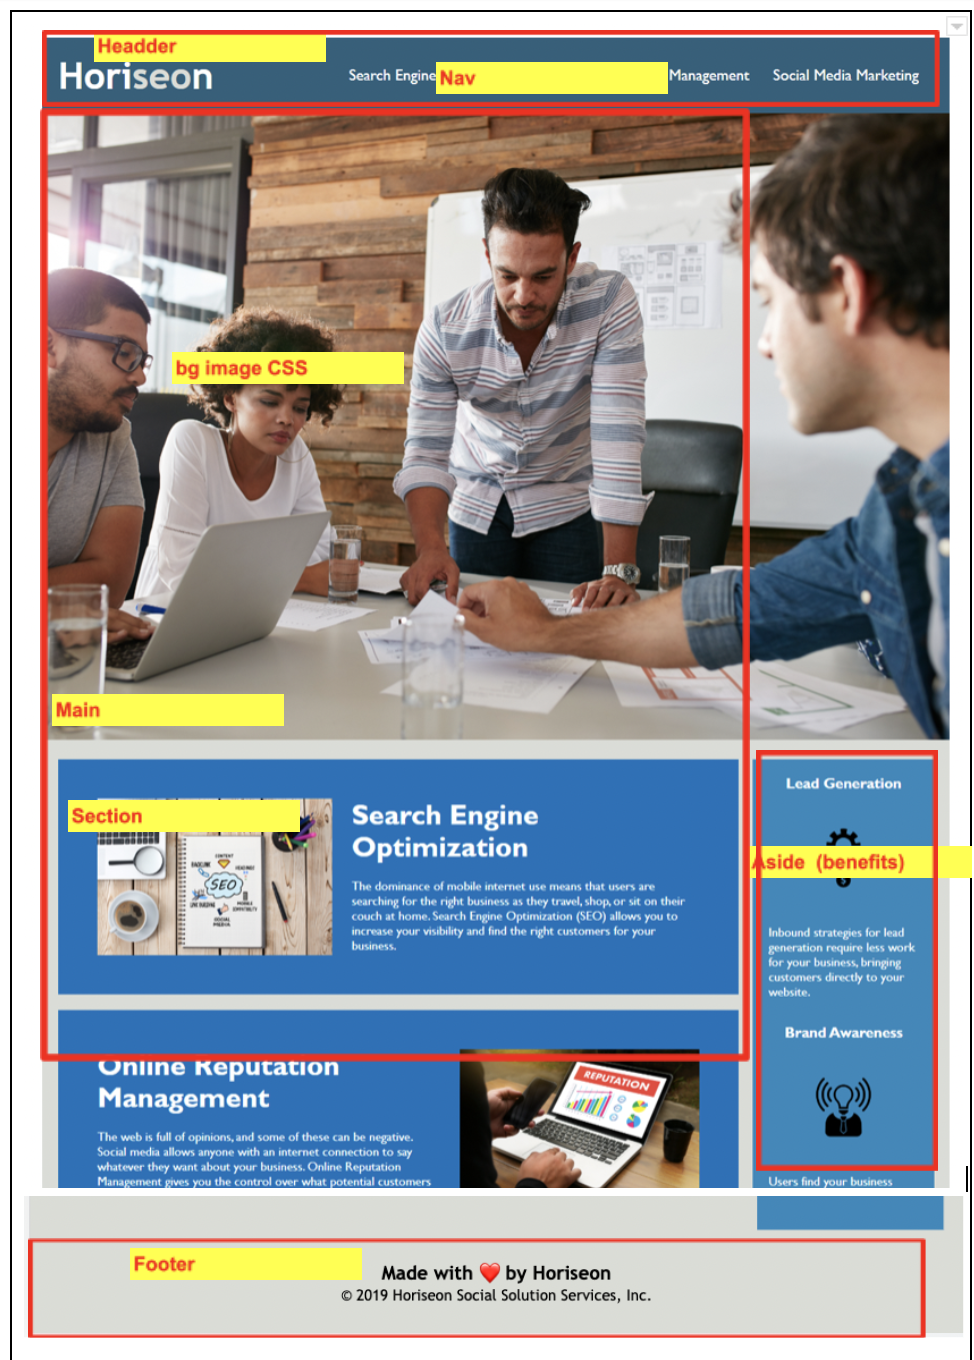 Headder
Horiseon
Search Engine
Nav
Management
Social Media Marketing
bg image CSS
Main
Section
SEO
CONTENT
SOCIAL
MEDIA
Search Engine
Optimization
The dominance of mobile internet use means that users are
searching for the right business as they travel, shop, or sit on their
couch at home. Search Engine Optimization (SEO) allows you to
increase your visibility and find the right customers for your
business.
Lead Generation
Aside (benefits)
$
Inbound strategies for lead
generation require less work
for your business, bringing
customers directly to your
website.
Brand Awareness
Online Reputation
Management
The web is full of opinions, and some of these can be negative.
Social media allows anyone with an internet connection to say
whatever they want about your business. Online Reputation
Management gives you the control over what potential customers
REPUTATION
Users find your business
Footer
Made with ❤️ by Horiseon
© 2019 Horiseon Social Solution Services, Inc.